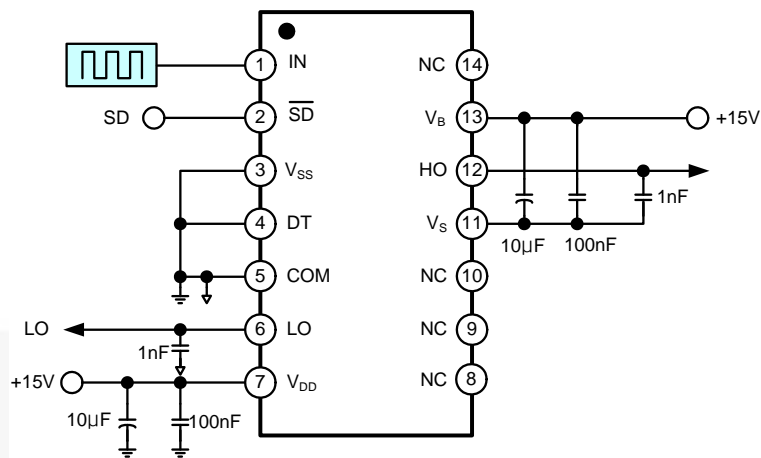 1 IN
SD 2 SD
3 VSS
4 DT
5 COM
LO 6 LO
1nF
+15V 7 VDD
10µF 100nF
NC 14
VB 13 +15V
HO 12
1nF
VS 11
10µF 100nF
NC 10
NC 9
NC 8